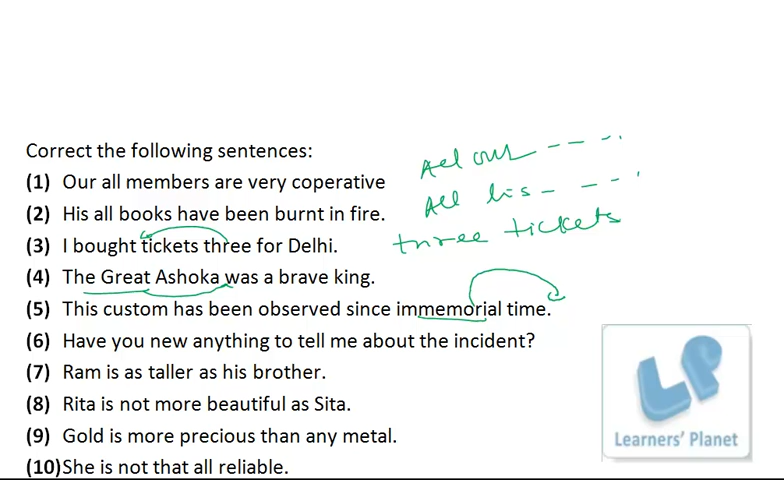 Correct the following sentences:
All our -----
(1) Our all members are very coperative
All his - ----
(2) His all books have been burnt in fire.
three tickets
(3) I bought tickets three for Delhi.
(4) The Great Ashoka was a brave king.
(5) This custom has been observed since immemorial time.
(6) Have you new anything to tell me about the incident?
(7) Ram is as taller as his brother.
(8) Rita is not more beautiful as Sita.
(9) Gold is more precious than any metal.
(10)She is not that all reliable.
LP
Learners' Planet